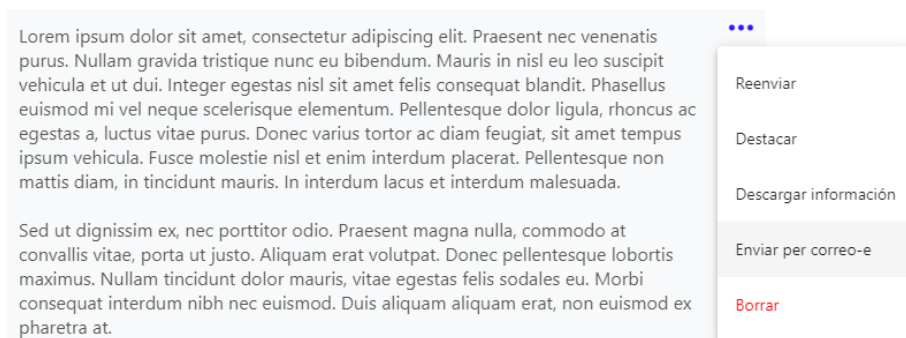 Lorem ipsum dolor sit amet, consectetur adipiscing elit. Praesent nec venenatis
purus. Nullam gravida tristique nunc eu bibendum. Mauris in nisl eu leo suscipit
vehicula et ut dui. Integer egestas nisl sit amet felis consequat blandit. Phasellus
euismod mi vel neque scelerisque elementum. Pellentesque dolor ligula, rhoncus ac
egestas a, luctus vitae purus. Donec varius tortor ac diam feugiat, sit amet tempus
ipsum vehicula. Fusce molestie nisl et enim interdum placerat. Pellentesque non
mattis diam, in tincidunt mauris. In interdum lacus et interdum malesuada.
Sed ut dignissim ex, nec porttitor odio. Praesent magna nulla, commodo at
convallis vitae, porta ut justo. Aliquam erat volutpat. Donec pellentesque lobortis
maximus. Nullam tincidunt dolor mauris, vitae egestas felis sodales eu. Morbi
consequat interdum nibh nec euismod. Duis aliquam aliquam erat, non euismod ex
pharetra at.
Reenviar
Destacar
Descargar información
Enviar per correo-e
Borrar